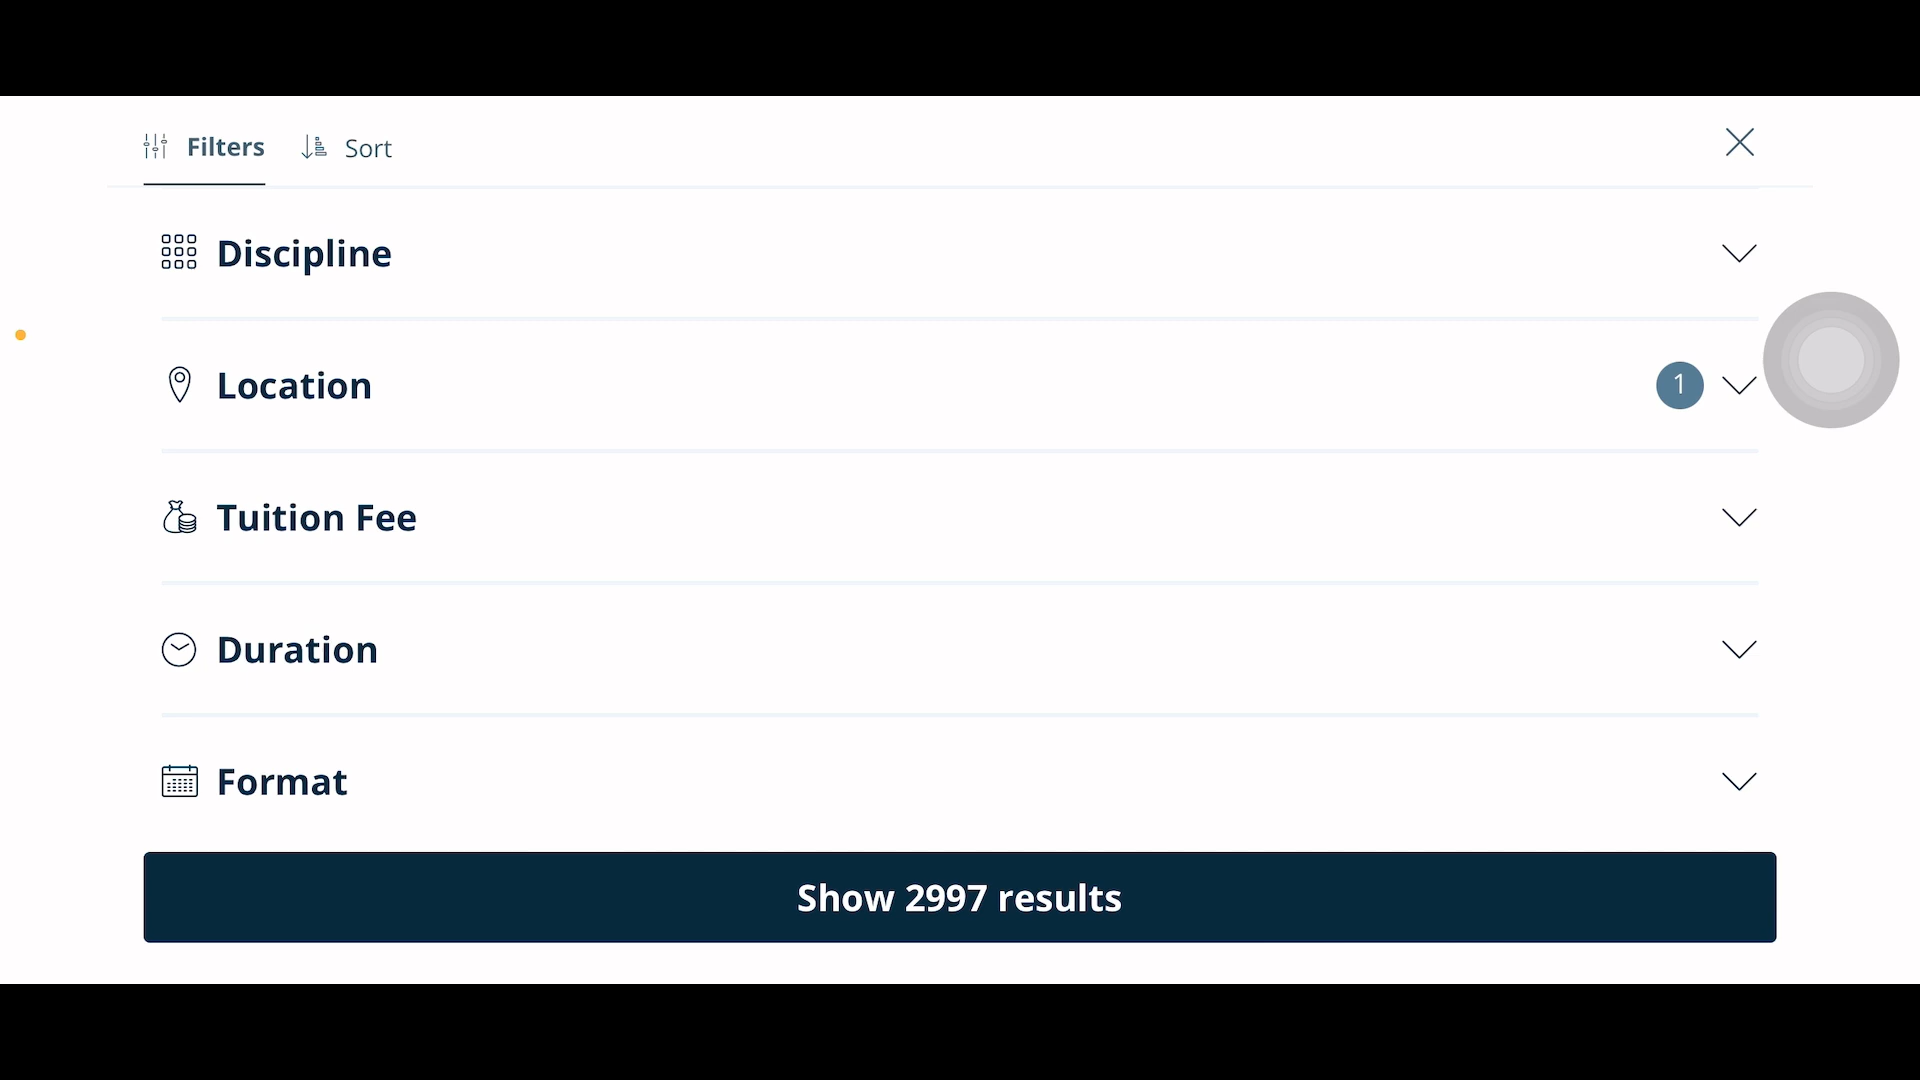 Filters Sort
Discipline
Location 1
Tuition Fee
Duration
Format
Show 2997 results